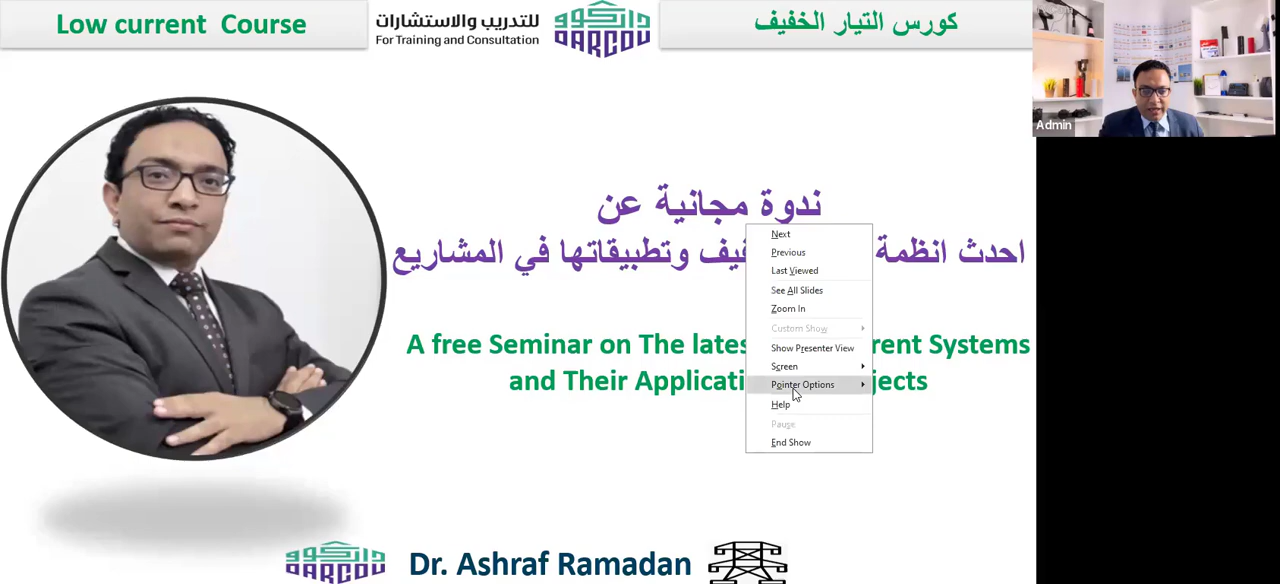 Low current Course
للتدريب والاستشارات
For Training and Consultation
داركو
DARCOU
كورس التيار الخفيف
Admin
ندوة مجانية عن
احدث انظمة يف وتطبيقاتها في المشاريع
A free Seminar on The lates rent Systems
and Their Applicati jects
Next
Previous
Last Viewed
See All Slides
Zoom In
Custom Show
Show Presenter View
Screen
Pointer Options
Help
Pause
End Show
داركو
DARCOU
Dr. Ashraf Ramadan